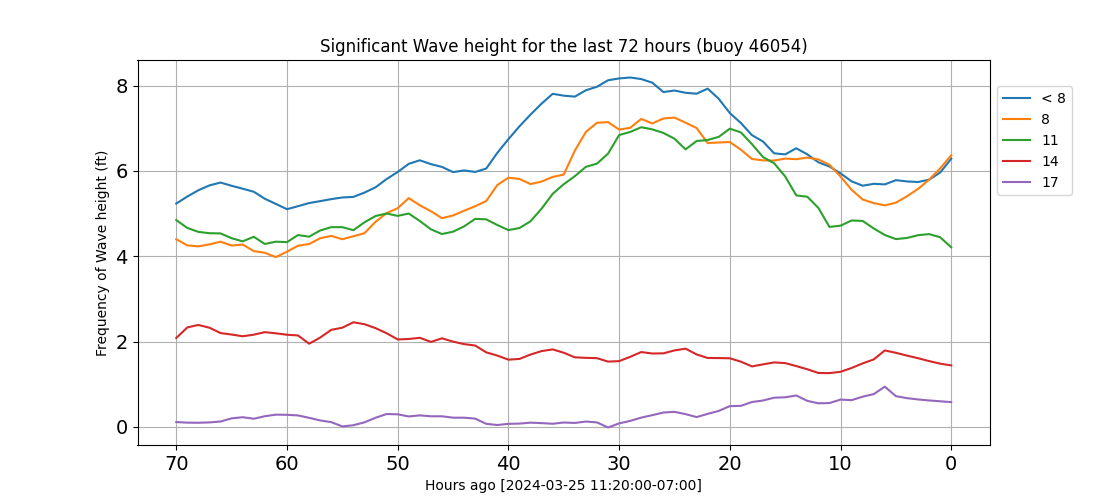 Significant Wave height for the last 72 hours (buoy 46054)
Frequency of Wave height (ft)
8
6
4
2
0
70 60 50 40 30 20 10 0
Hours ago [2024-03-25 11:20:00-07:00]
< 8
8
11
14
17